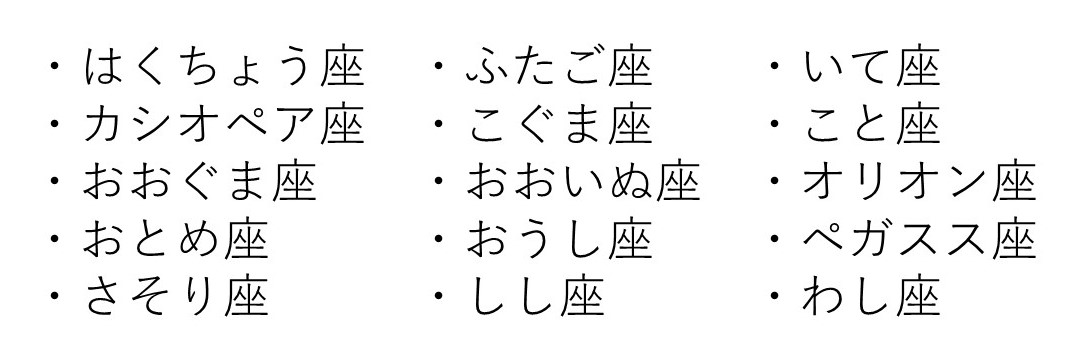 ・はくちょう座
・カシオペア座
・おおぐま座
・おとめ座
・さそり座
・ふたご座
・こぐま座
・おおいぬ座
・おうし座
・しし座
・いて座
・こと座
・オリオン座
・ペガスス座
・わし座